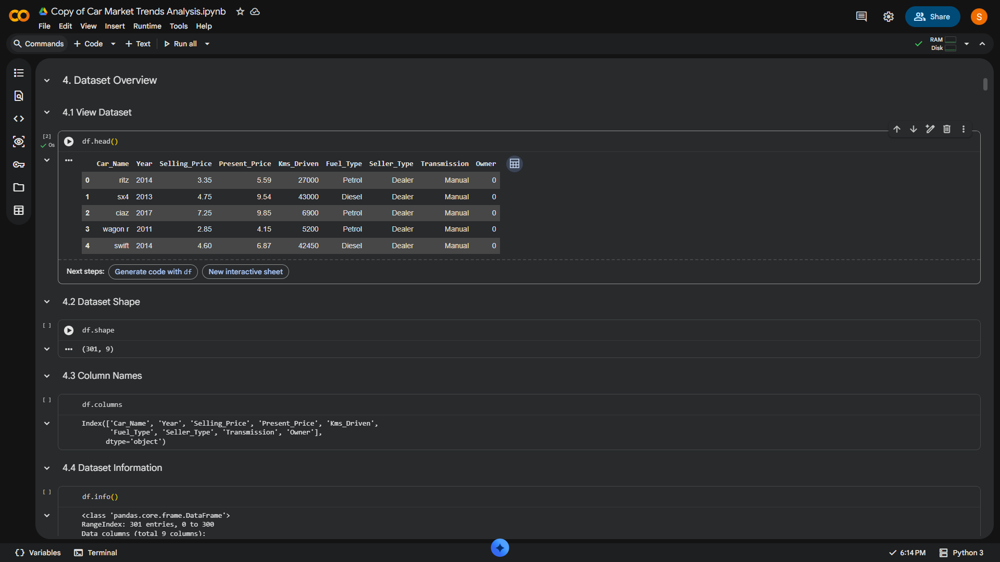 Copy of Car Market Trends Analysis.ipynb
File Edit View Insert Runtime Tools Help
Share
S
Commands + Code + Text Run all
RAM
Disk
4. Dataset Overview
4.1 View Dataset
[2]
0s
df.head()
Car_Name Year Selling_Price Present_Price Kms_Driven Fuel_Type Seller_Type Transmission Owner
0 ritz 2014 3.35 5.59 27000 Petrol Dealer Manual 0
1 sx4 2013 4.75 9.54 43000 Diesel Dealer Manual 0
2 ciaz 2017 7.25 9.85 6900 Petrol Dealer Manual 0
3 wagon r 2011 2.85 4.15 5200 Petrol Dealer Manual 0
4 swift 2014 4.60 6.87 42450 Diesel Dealer Manual 0
Next steps: Generate code with df New interactive sheet
4.2 Dataset Shape
[ ]
df.shape
(301, 9)
4.3 Column Names
[ ]
df.columns
Index(['Car_Name', 'Year', 'Selling_Price', 'Present_Price', 'Kms_Driven',
'Fuel_Type', 'Seller_Type', 'Transmission', 'Owner'],
dtype='object')
4.4 Dataset Information
[ ]
df.info()
<class 'pandas.core.frame.DataFrame'>
RangeIndex: 301 entries, 0 to 300
Data columns (total 9 columns):
Variables Terminal
6:14 PM Python 3